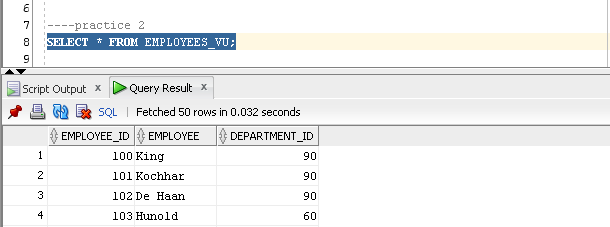 6
7 ----practice 2
8 SELECT * FROM EMPLOYEES_VU;
9
Script Output x Query Result x
SQL | Fetched 50 rows in 0.032 seconds
EMPLOYEE_ID EMPLOYEE DEPARTMENT_ID
1 100 King 90
2 101 Kochhar 90
3 102 De Haan 90
4 103 Hunold 60